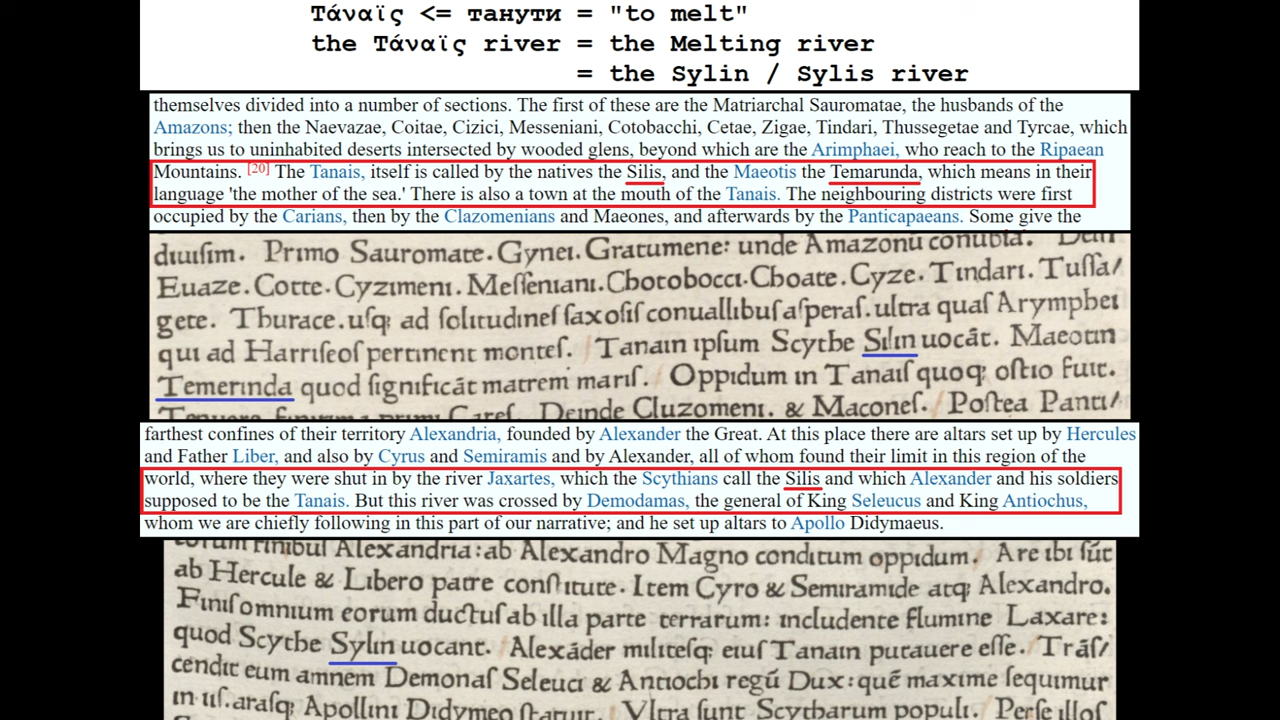 Τάναϊς <= танути = "to melt"
the Τάναϊς river = the Melting river
= the Sylin / Sylis river
themselves divided into a number of sections. The first of these are the Matriarchal Sauromatae, the husbands of the
Amazons; then the Naevazae, Coitae, Cizici, Messeniani, Cotobacchi, Cetae, Zigae, Tindari, Thussegetae and Tyrcae, which
brings us to uninhabited deserts intersected by wooded glens, beyond which are the Arimphaei, who reach to the Ripaean
Mountains. [20] The Tanais, itself is called by the natives the Silis, and the Maeotis the Temarunda, which means in their
language 'the mother of the sea.' There is also a town at the mouth of the Tanais. The neighbouring districts were first
occupied by the Carians, then by the Clazomenians and Maeones, and afterwards by the Panticapaeans. Some give the
diuiſim. Primo Sauromate. Gyneı. Gratumene: unde Amazonū conubia.
Euaze. Cotte. Cyzimenı. Meſſenianı. Chotoboccı. Choate. Cyze. Tindarı. Tuſſa/
gete. Thurace. uſq; ad ſolitudineſ ſaxoſiſ conuallibuſ aſperaſ. ultra quaſ Arymphei
qui ad Harriſeoſ pertinent monteſ. Tanain ipſum Scythe Silin uocāt. Maeotin
Temerinda quod ſignificāt matrem mariſ. Oppidum in Tanaiſ quoq; oſtio fuit.
Careſ. Deinde Cluzomeni. & Maconeſ. Poſtea Panti/
farthest confines of their territory Alexandria, founded by Alexander the Great. At this place there are altars set up by Hercules
and Father Liber, and also by Cyrus and Semiramis and by Alexander, all of whom found their limit in this region of the
world, where they were shut in by the river Jaxartes, which the Scythians call the Silis and which Alexander and his soldiers
supposed to be the Tanais. But this river was crossed by Demodamas, the general of King Seleucus and King Antiochus,
whom we are chiefly following in this part of our narrative; and he set up altars to Apollo Didymaeus.
finibuſ Alexandria: ab Alexandro Magno conditum oppidum. Are ibi ſūt
ab Hercule & Libero patre conſtitute. Item Cyro & Semiramide atq; Alexandro.
Finiſ omnium eorum ductuſ ab illa parte terrarum: includente flumine Laxare:
quod Scythe Sylin uocant. Alexāder militeſq; eiuſ Tanain putauere eſſe. Trāſ/
cendit eum amnem Demonaſ Seleuci & Antiochi regū Dux: quē maxime ſequimur
in iiſ. araſq; Apollini Didymeo ſtatuit. Vltra ſunt Scytharum populi. Perſe illoſ